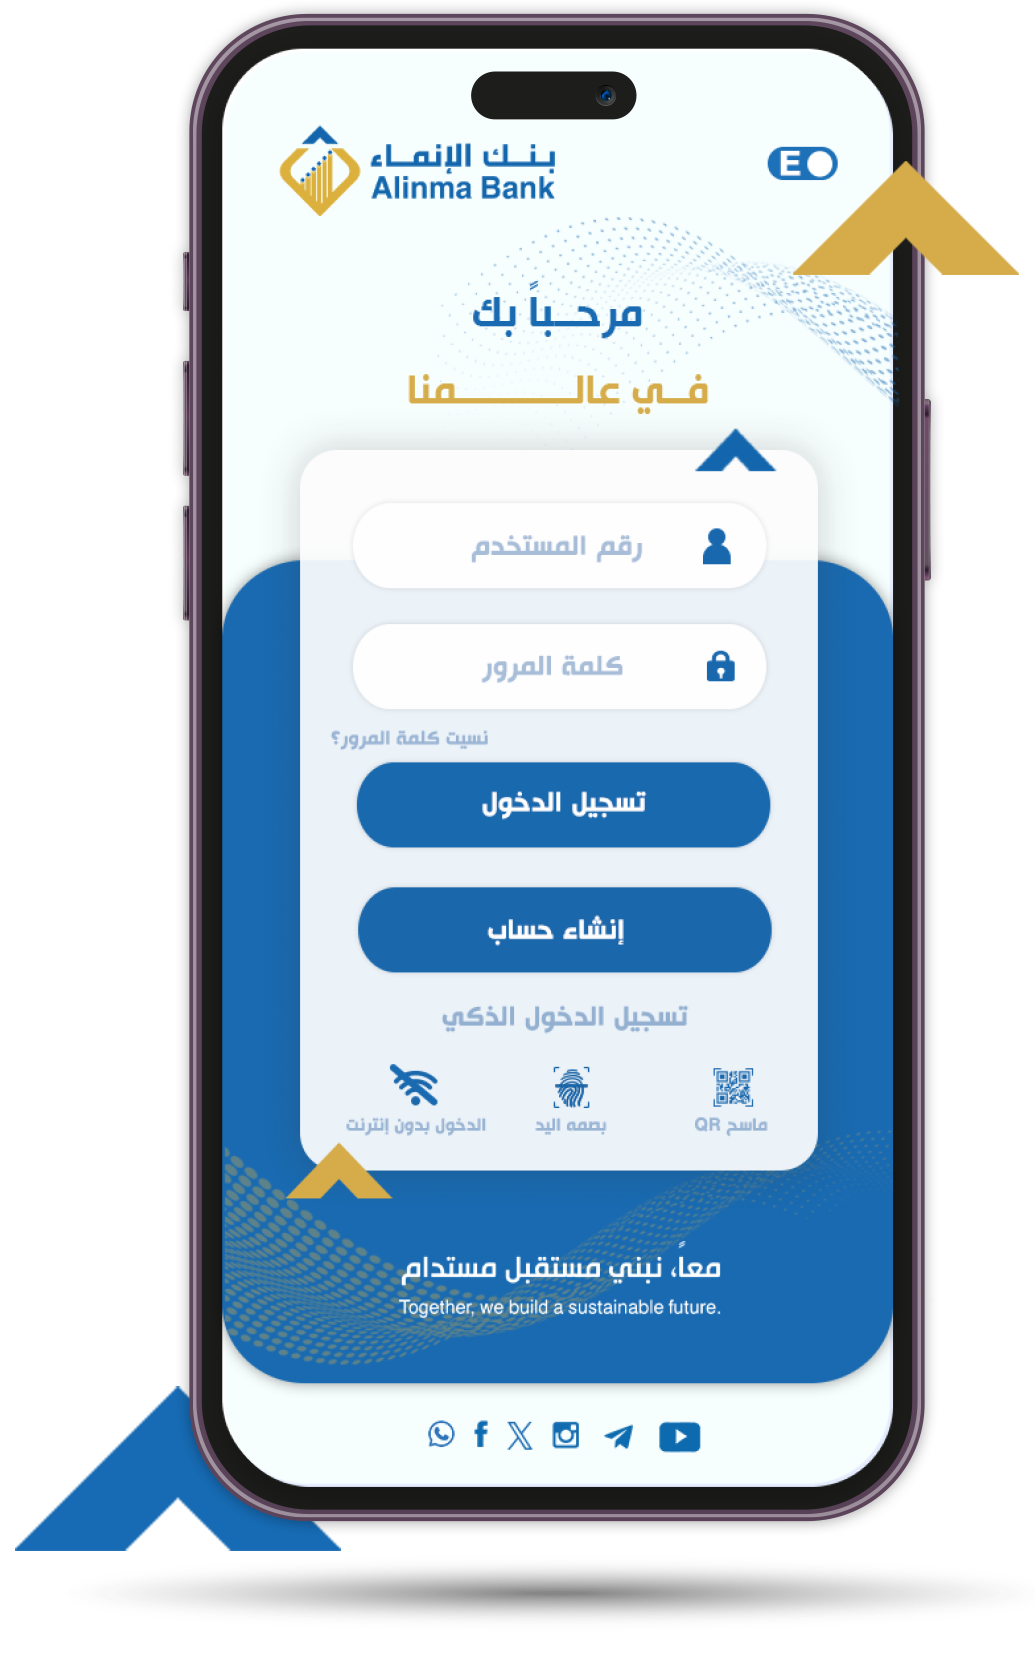 بنك الإنماء
Alinma Bank
E
مرحباً بك
في عالمنا
رقم المستخدم
كلمة المرور
نسيت كلمة المرور؟
تسجيل الدخول
إنشاء حساب
تسجيل الدخول الذكي
ماسح QR
بصمه اليد
الدخول بدون إنترنت
معاً، نبني مستقبل مستدام
Together, we build a sustainable future.